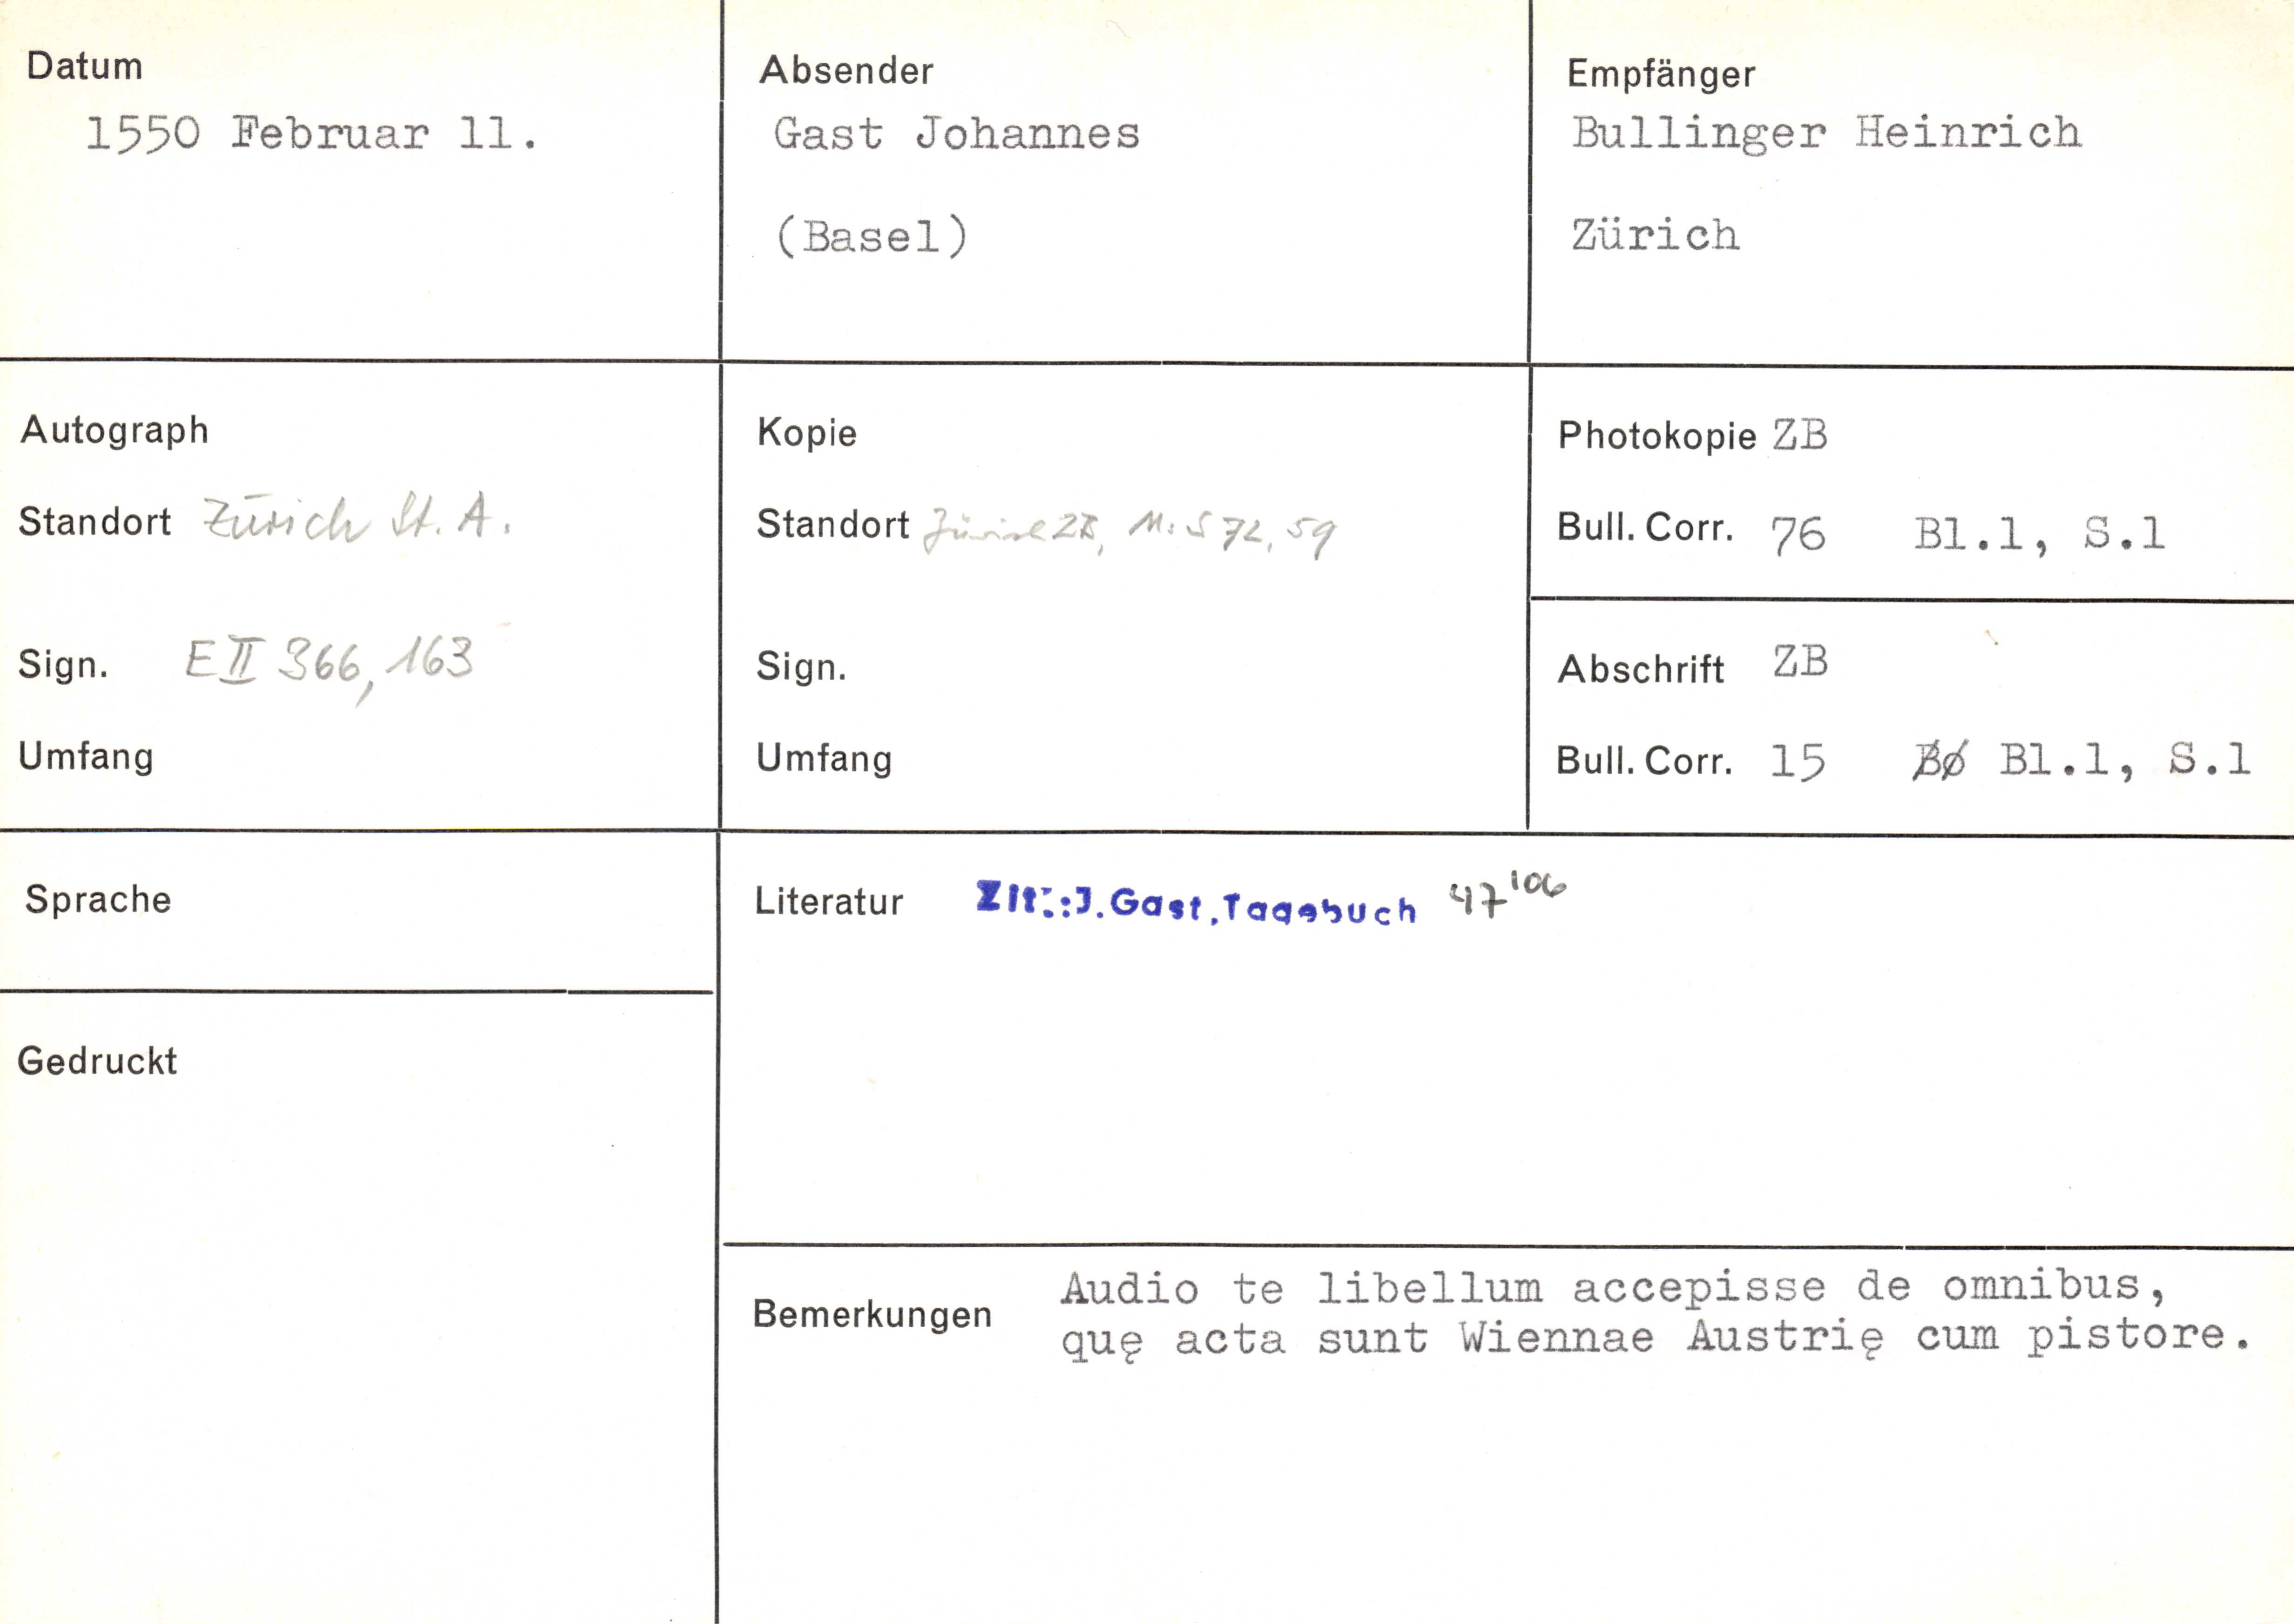 Datum
1550 Februar 11.
Absender
Gast Johannes
(Basel)
Empfänger
Bullinger Heinrich
Zürich
Autograph
Standort Zürich St. A.
Sign. E II 366, 163
Umfang
Kopie
Standort Zürich ZB, Ms S 72, 59
Sign.
Umfang
Photokopie ZB
Bull. Corr. 76 Bl.1, S.1
Abschrift ZB
Bull. Corr. 15 Bl.1, S.1
Sprache
Gedruckt
Literatur Zit.: J. Gast, Tagebuch 47¹⁰⁶
Bemerkungen Audio te libellum accepisse de omnibus,
quę acta sunt Wiennae Austrię cum pistore.